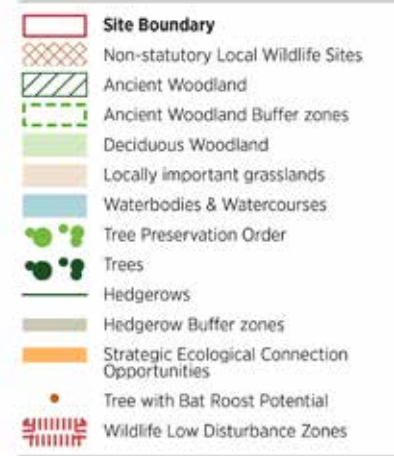 Site Boundary
Non-statutory Local Wildlife Sites
Ancient Woodland
Ancient Woodland Buffer zones
Deciduous Woodland
Locally important grasslands
Waterbodies & Watercourses
Tree Preservation Order
Trees
Hedgerows
Hedgerow Buffer zones
Strategic Ecological Connection
Opportunities
Tree with Bat Roost Potential
Wildlife Low Disturbance Zones